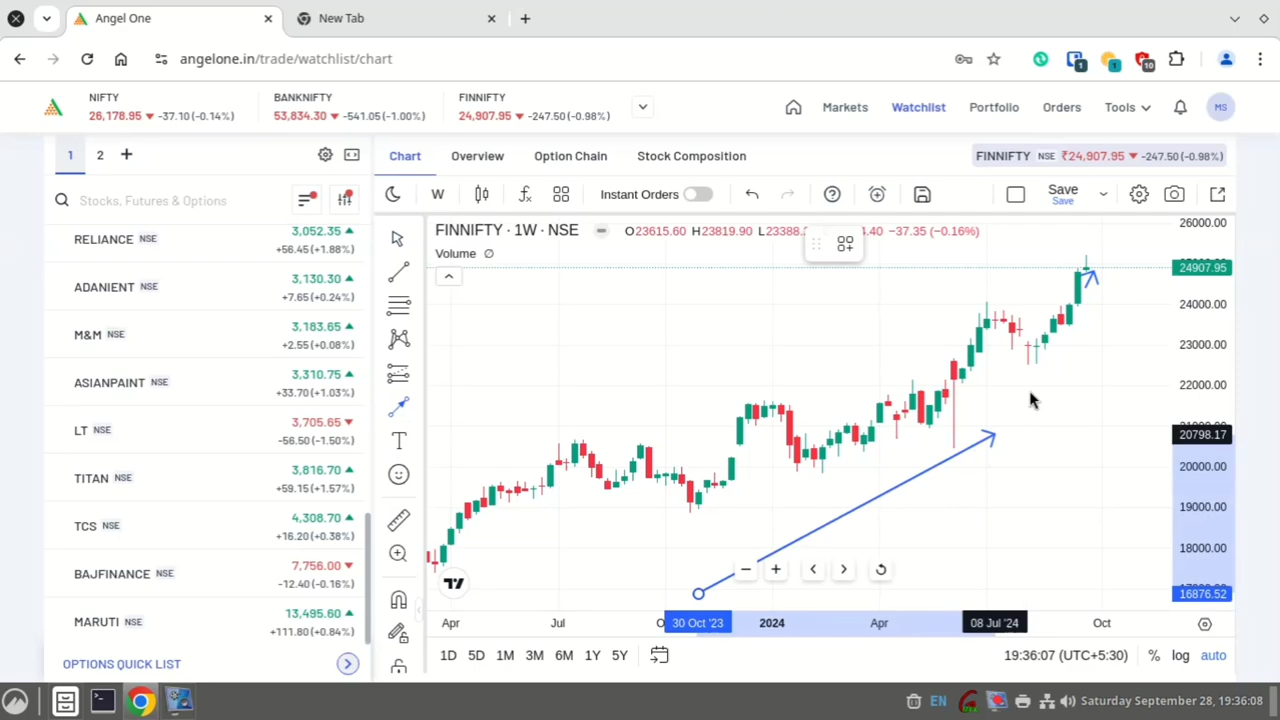 Angel One
New Tab
angelone.in/trade/watchlist/chart
1
1
10
NIFTY
26,178.95 -37.10(-0.14%)
BANKNIFTY
53,834.30 -541.05(-1.00%)
FINNIFTY
24,907.95 -247.50(-0.98%)
Markets
Watchlist
Portfolio
Orders
Tools
MS
1
2
Chart
Overview
Option Chain
Stock Composition
FINNIFTY NSE ₹24,907.95 -247.50(-0.98%)
Stocks, Futures & Options
W
Instant Orders
Save
Save
RELIANCE NSE 3,052.35
+56.45(+1.88%)
ADANIENT NSE 3,130.30
+7.65(+0.24%)
M&M NSE 3,183.65
+2.55(+0.08%)
ASIANPAINT NSE 3,310.75
+33.70(+1.03%)
LT NSE 3,705.65
-56.50(-1.50%)
TITAN NSE 3,816.70
+59.15(+1.57%)
TCS NSE 4,308.70
+16.20(+0.38%)
BAJFINANCE NSE 7,756.00
-12.40(-0.16%)
MARUTI NSE 13,495.60
+111.80(+0.84%)
OPTIONS QUICK LIST
FINNIFTY · 1W · NSE O23615.60 H23819.90 L23388. 4.40 -37.35 (-0.16%)
Volume
26000.00
24907.95
24000.00
23000.00
22000.00
20798.17
20000.00
19000.00
18000.00
16876.52
Apr
Jul
30 Oct '23
2024
Apr
08 Jul '24
Oct
1D 5D 1M 3M 6M 1Y 5Y
19:36:07 (UTC+5:30) % log auto
EN
Saturday September 28, 19:36:08